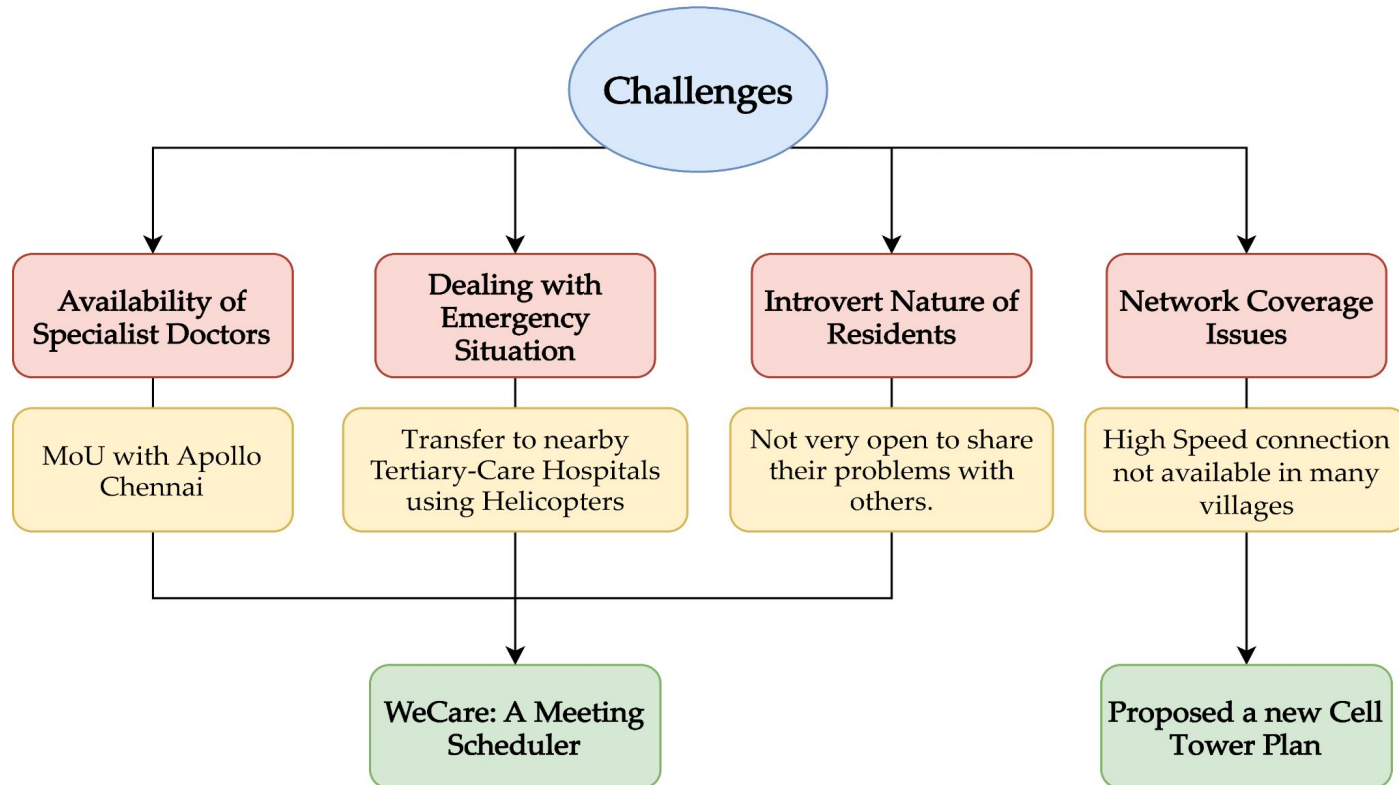 Challenges
Availability of
Specialist Doctors
Dealing with
Emergency
Situation
Introvert Nature of
Residents
Network Coverage
Issues
MoU with Apollo
Chennai
Transfer to nearby
Tertiary-Care Hospitals
using Helicopters
Not very open to share
their problems with
others.
High Speed connection
not available in many
villages
WeCare: A Meeting
Scheduler
Proposed a new Cell
Tower Plan